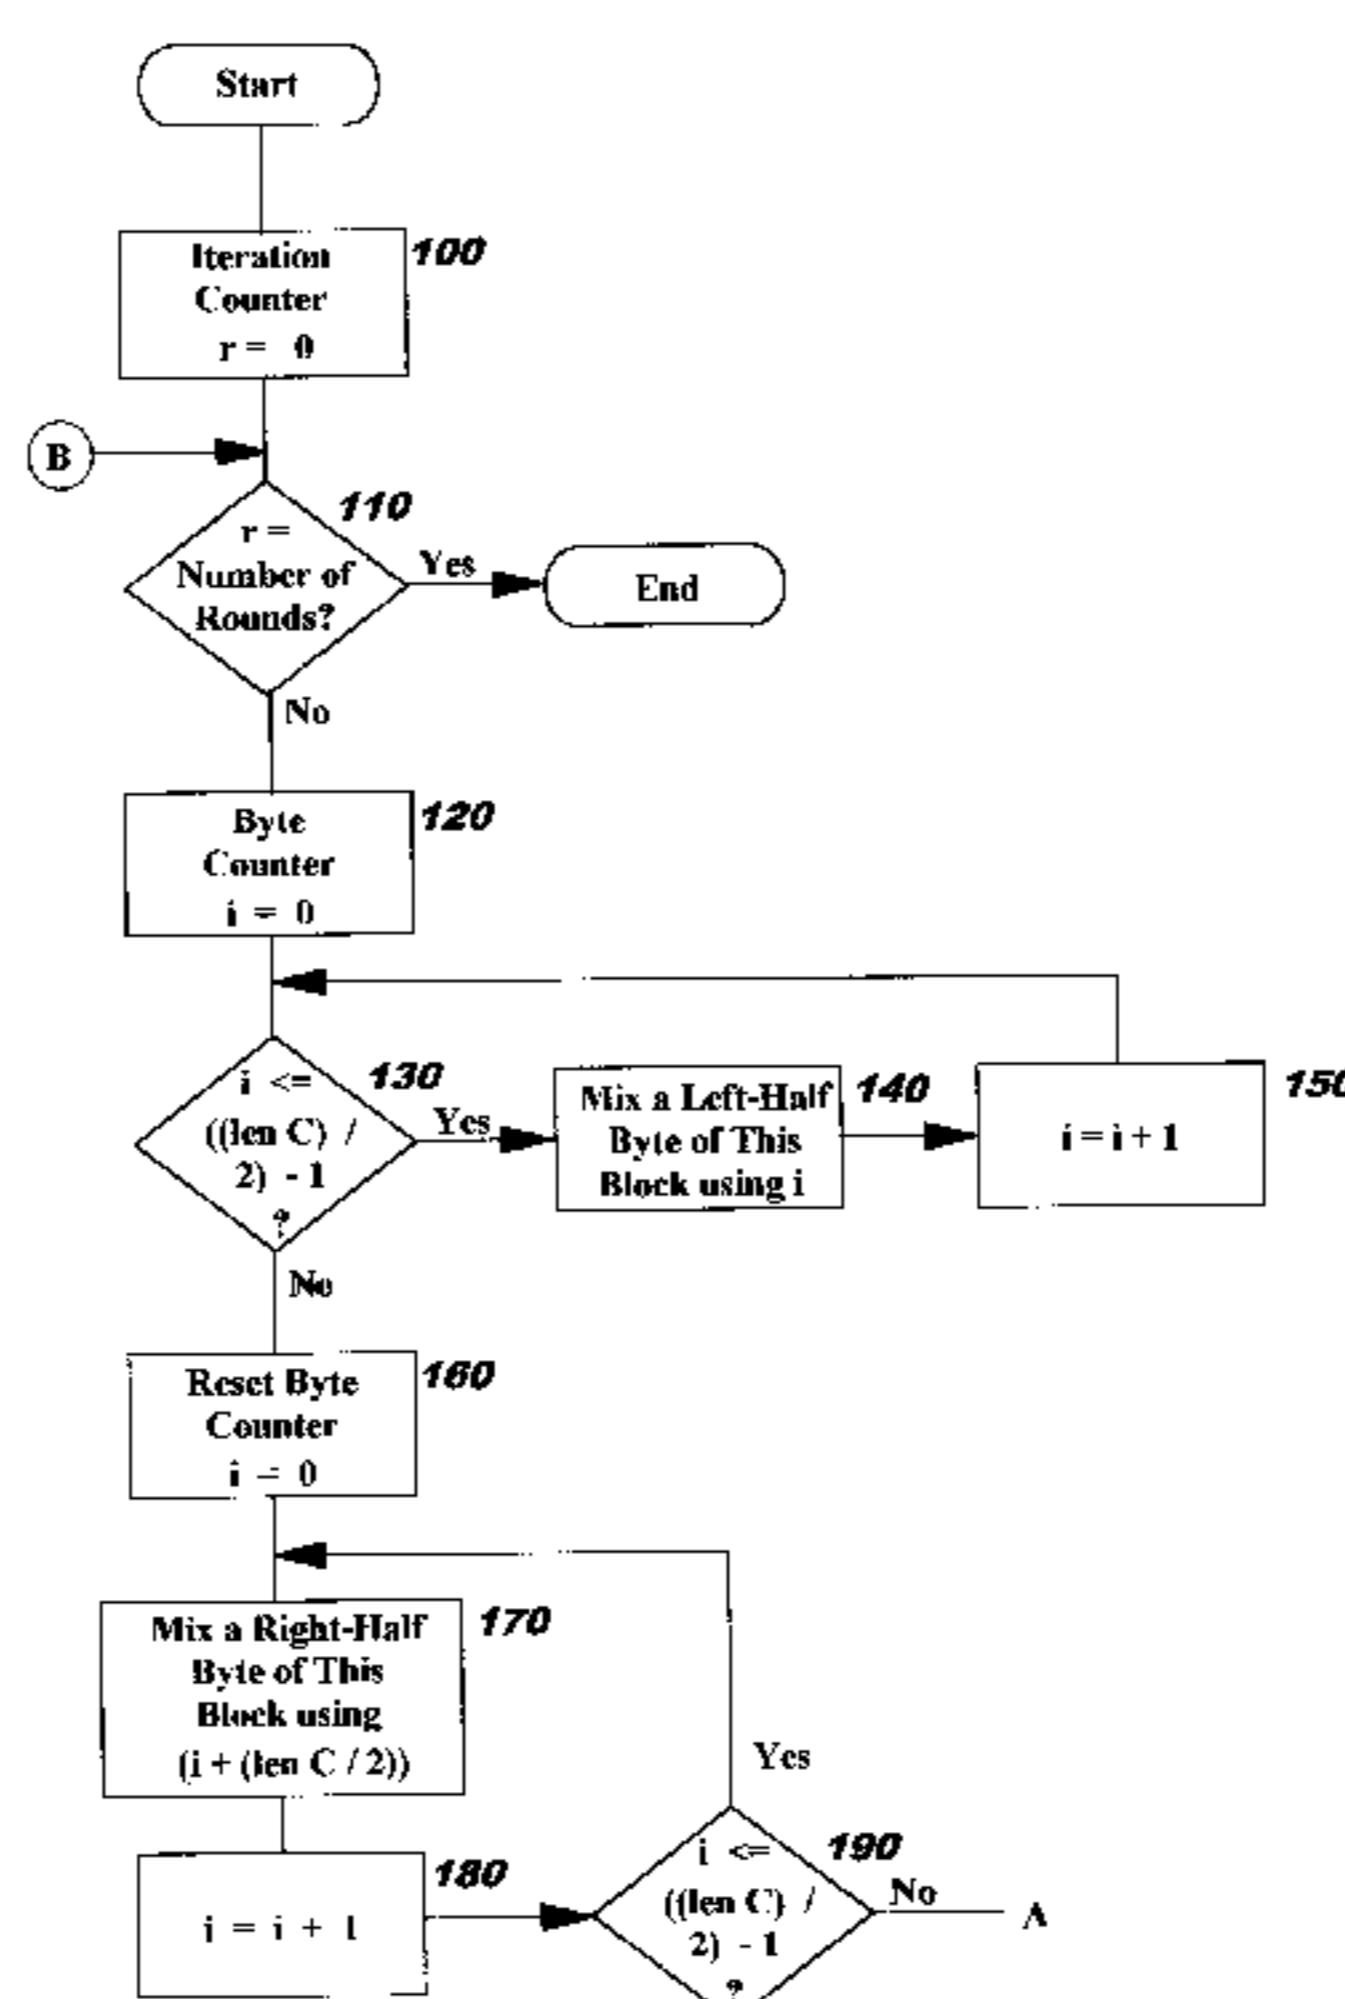 Start
Iteration
Counter
r = 0
100
B
r =
Number of
Rounds?
110
Yes
End
No
Byte
Counter
i = 0
120
i <=
((len C) /
2) - 1
?
130
Yes
Mix a Left-Half
Byte of This
Block using i
140
i = i + 1
150
No
Reset Byte
Counter
i = 0
160
Mix a Right-Half
Byte of This
Block using
(i + (len C / 2))
170
i = i + 1
180
Yes
i <=
((len C) /
2) - 1
?
190
No
A